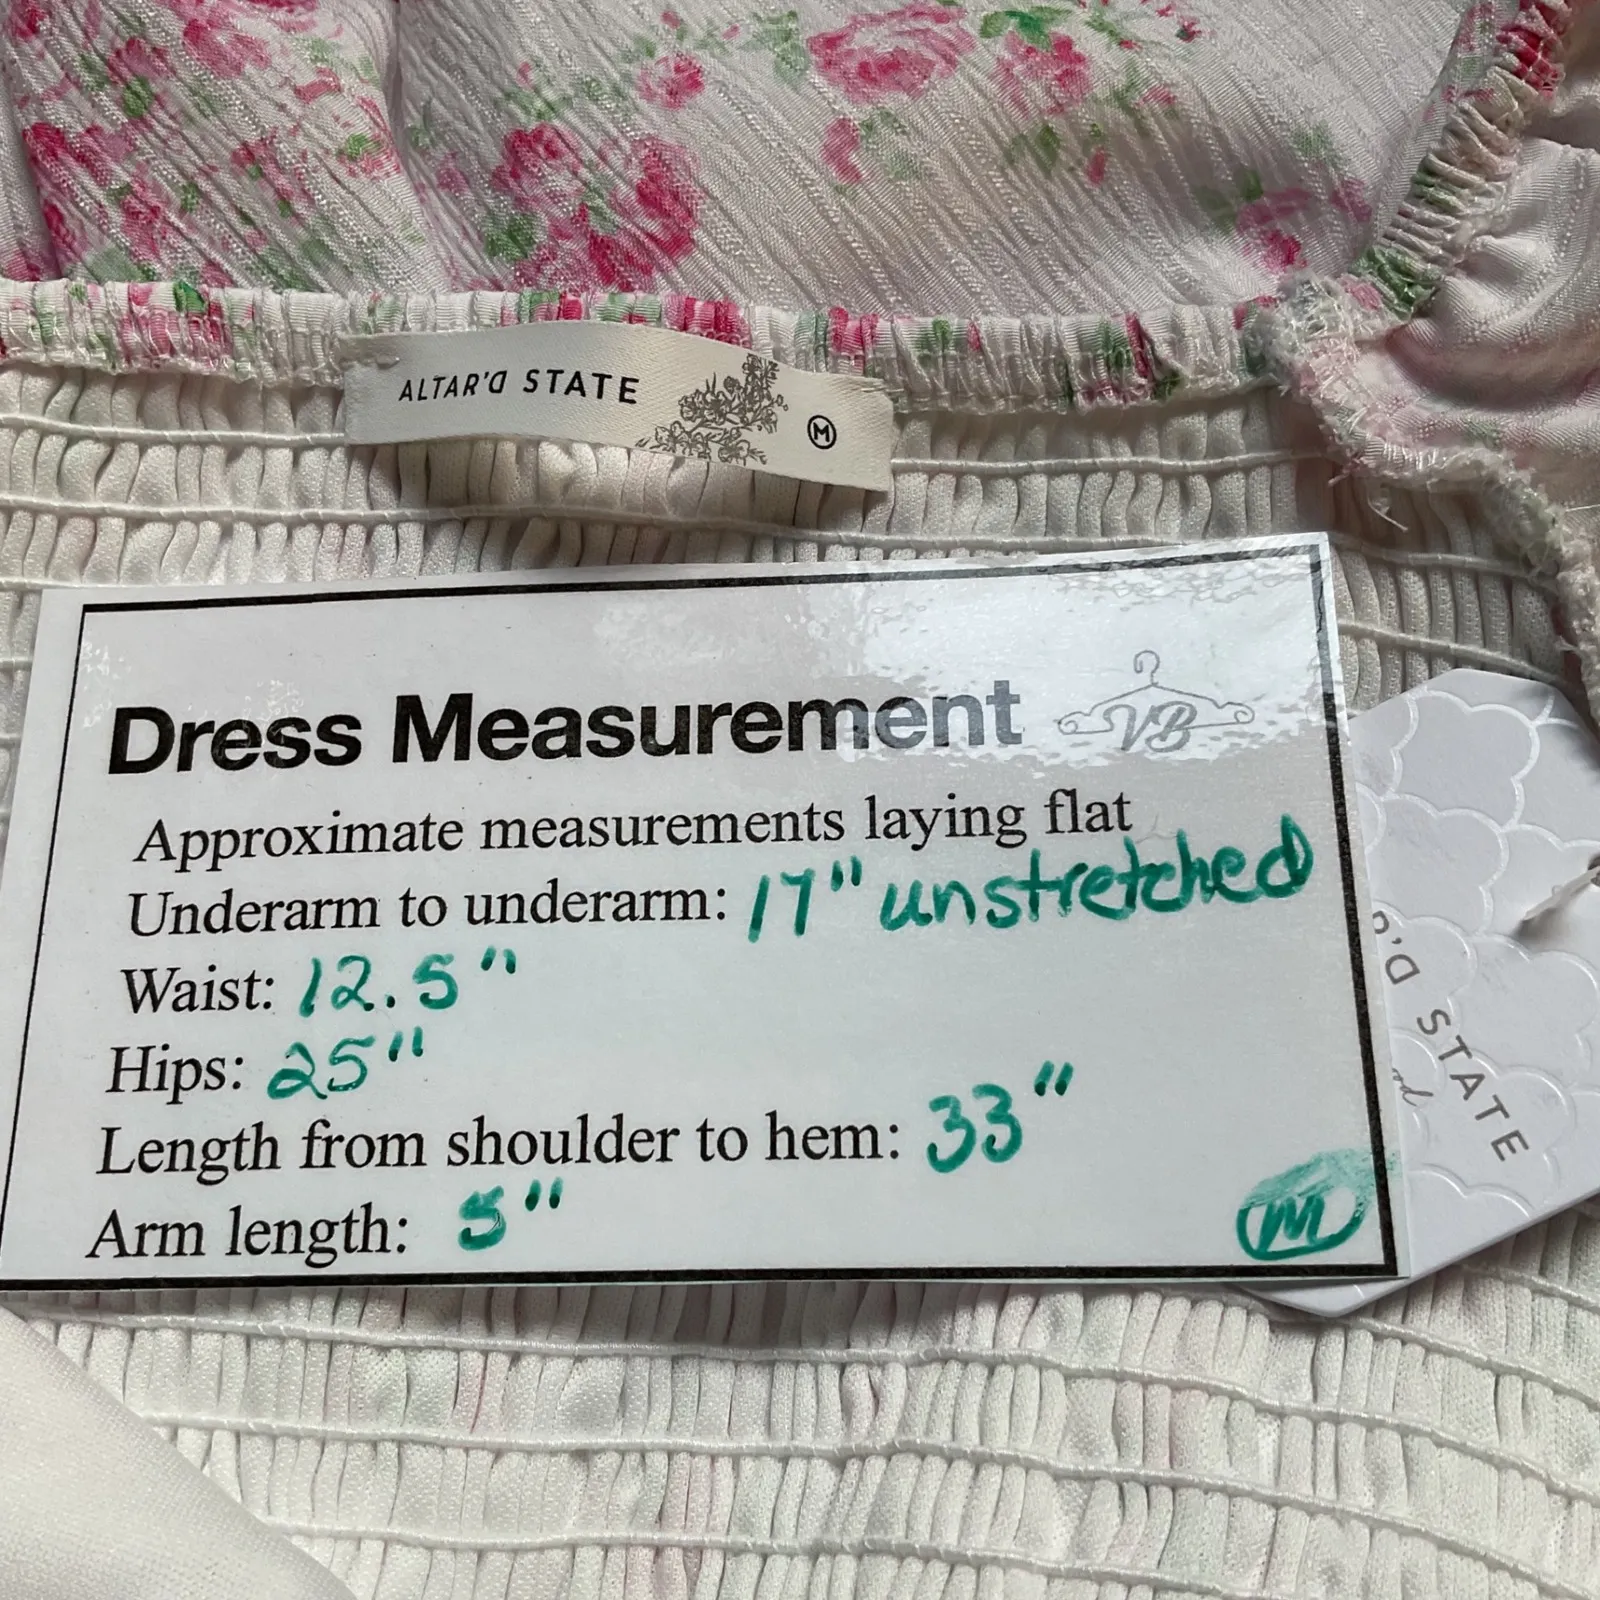 ALTAR'D STATE
M
Dress Measurement
VB
Approximate measurements laying flat
Underarm to underarm: 17" unstretched
Waist: 12.5"
Hips: 25"
Length from shoulder to hem: 33"
Arm length: 5"
M
'D STATE